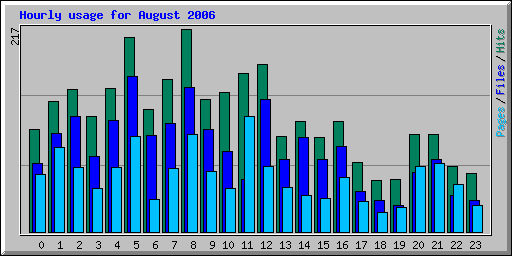 Hourly usage for August 2006
217
0 1 2 3 4 5 6 7 8 9 10 11 12 13 14 15 16 17 18 19 20 21 22 23
Pages/Files/Hits